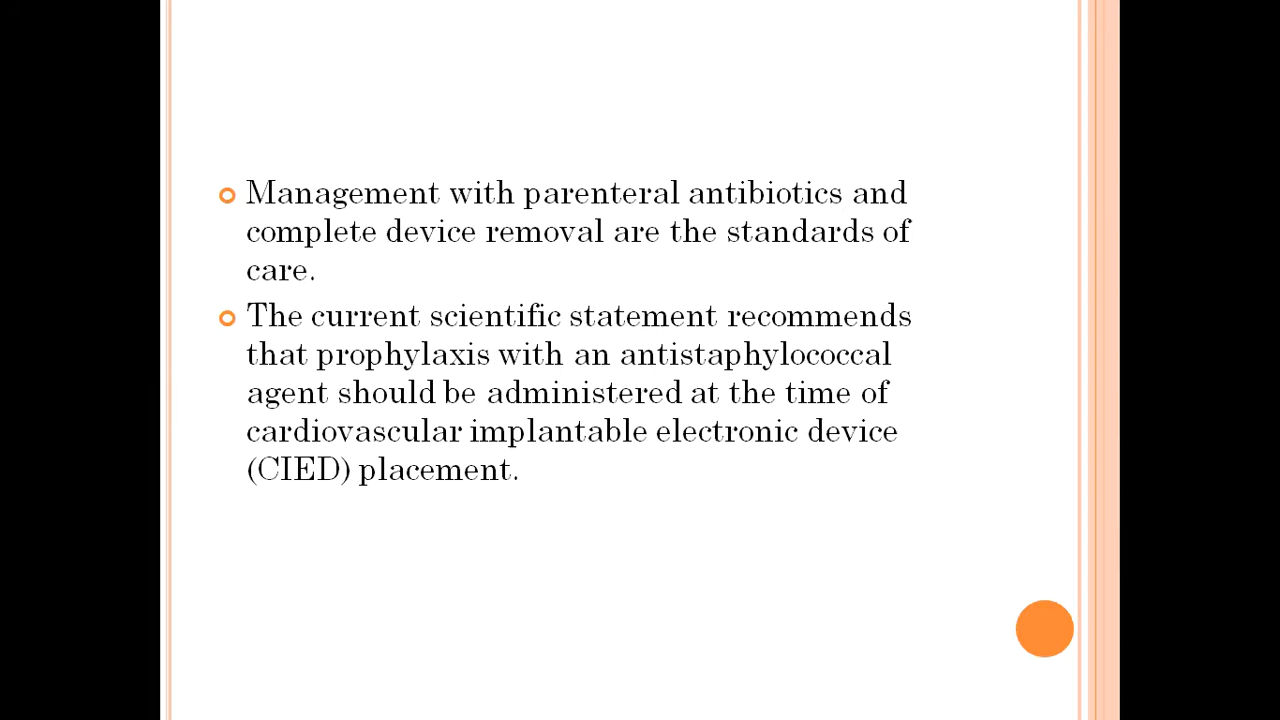 Management with parenteral antibiotics and
complete device removal are the standards of
care.
The current scientific statement recommends
that prophylaxis with an antistaphylococcal
agent should be administered at the time of
cardiovascular implantable electronic device
(CIED) placement.